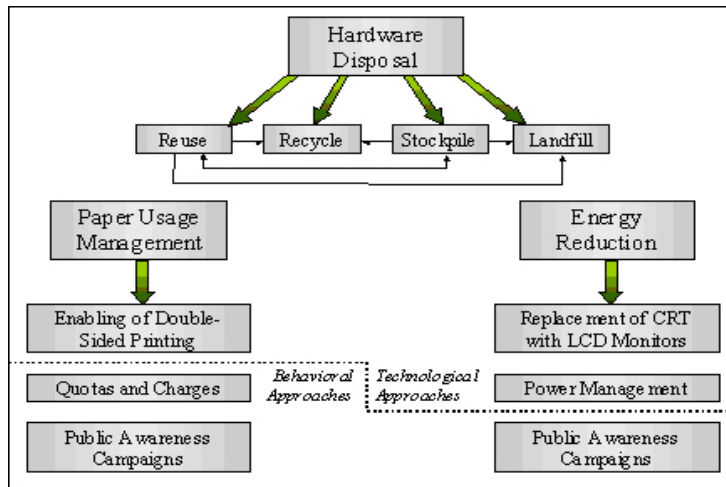 Hardware
Disposal
Reuse
Recycle
Stockpile
Landfill
Paper Usage
Management
Energy
Reduction
Enabling of Double-
Sided Printing
Replacement of CRT
with LCD Monitors
Quotas and Charges
Behavioral
Approaches
Technological
Approaches
Power Management
Public Awareness
Campaigns
Public Awareness
Campaigns